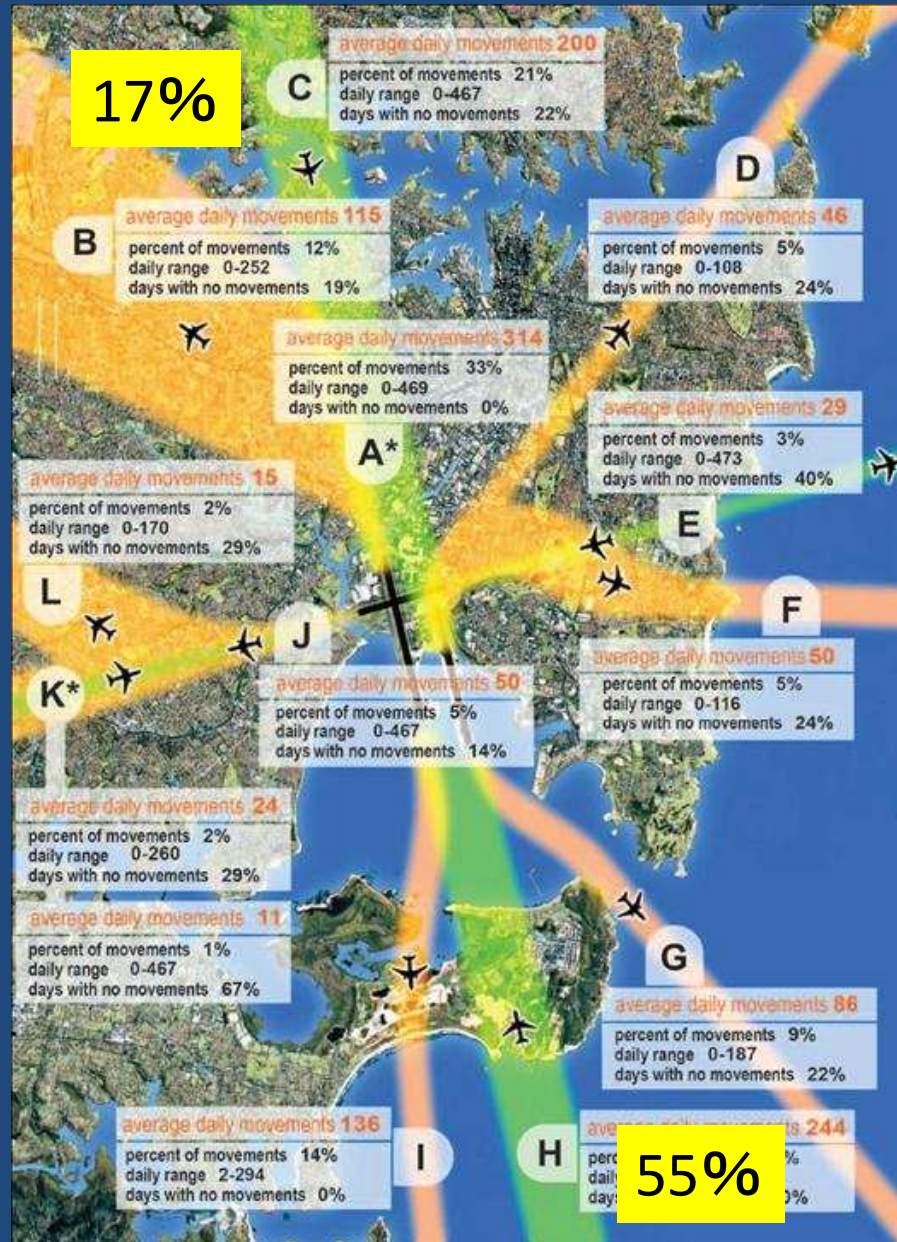 17%
C
average daily movements 200
percent of movements 21%
daily range 0-467
days with no movements 22%
D
B
average daily movements 115
percent of movements 12%
daily range 0-252
days with no movements 19%
average daily movements 46
percent of movements 5%
daily range 0-108
days with no movements 24%
average daily movements 314
percent of movements 33%
daily range 0-469
days with no movements 0%
A*
average daily movements 29
percent of movements 3%
daily range 0-473
days with no movements 40%
E
average daily movements 15
percent of movements 2%
daily range 0-170
days with no movements 29%
L
F
J
K*
average daily movements 50
percent of movements 5%
daily range 0-116
days with no movements 24%
average daily movements 50
percent of movements 5%
daily range 0-467
days with no movements 14%
average daily movements 24
percent of movements 2%
daily range 0-260
days with no movements 29%
average daily movements 11
percent of movements 1%
daily range 0-467
days with no movements 67%
G
average daily movements 86
percent of movements 9%
daily range 0-187
days with no movements 22%
average daily movements 136
percent of movements 14%
daily range 2-294
days with no movements 0%
I
H
244
55%